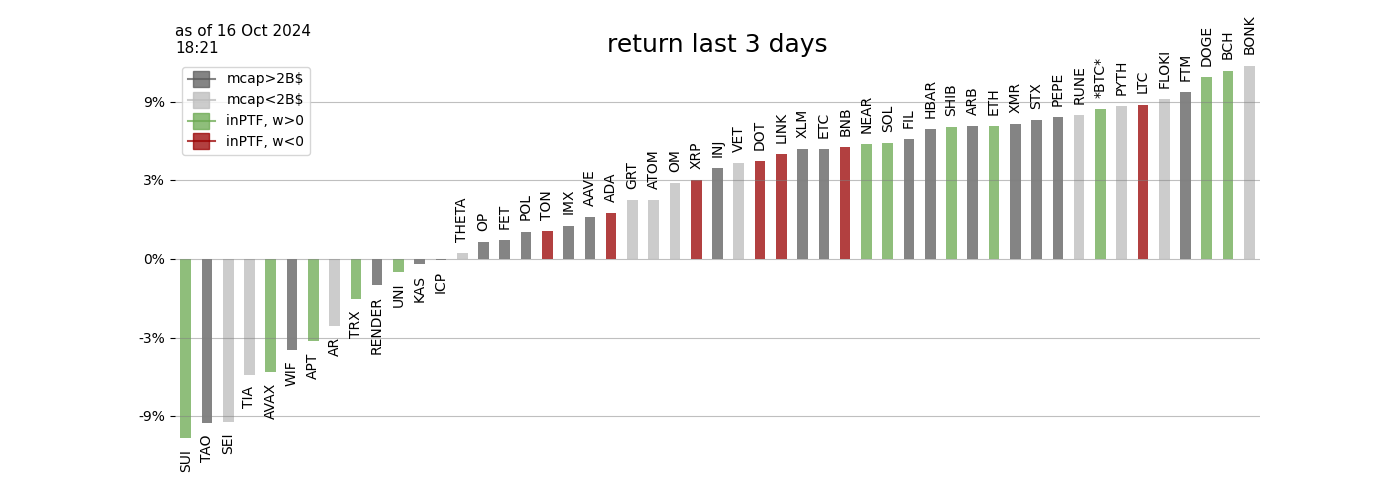 as of 16 Oct 2024
18:21
return last 3 days
mcap>2B$
mcap<2B$
inPTF, w>0
inPTF, w<0
9%
3%
0%
-3%
-9%
SUI
TAO
SEI
TIA
AVAX
WIF
APT
AR
TRX
RENDER
UNI
KAS
ICP
THETA
OP
FET
POL
TON
IMX
AAVE
ADA
GRT
ATOM
OM
XRP
INJ
VET
DOT
LINK
XLM
ETC
BNB
NEAR
SOL
FIL
HBAR
SHIB
ARB
ETH
XMR
STX
PEPE
RUNE
*BTC*
PYTH
LTC
FLOKI
FTM
DOGE
BCH
BONK